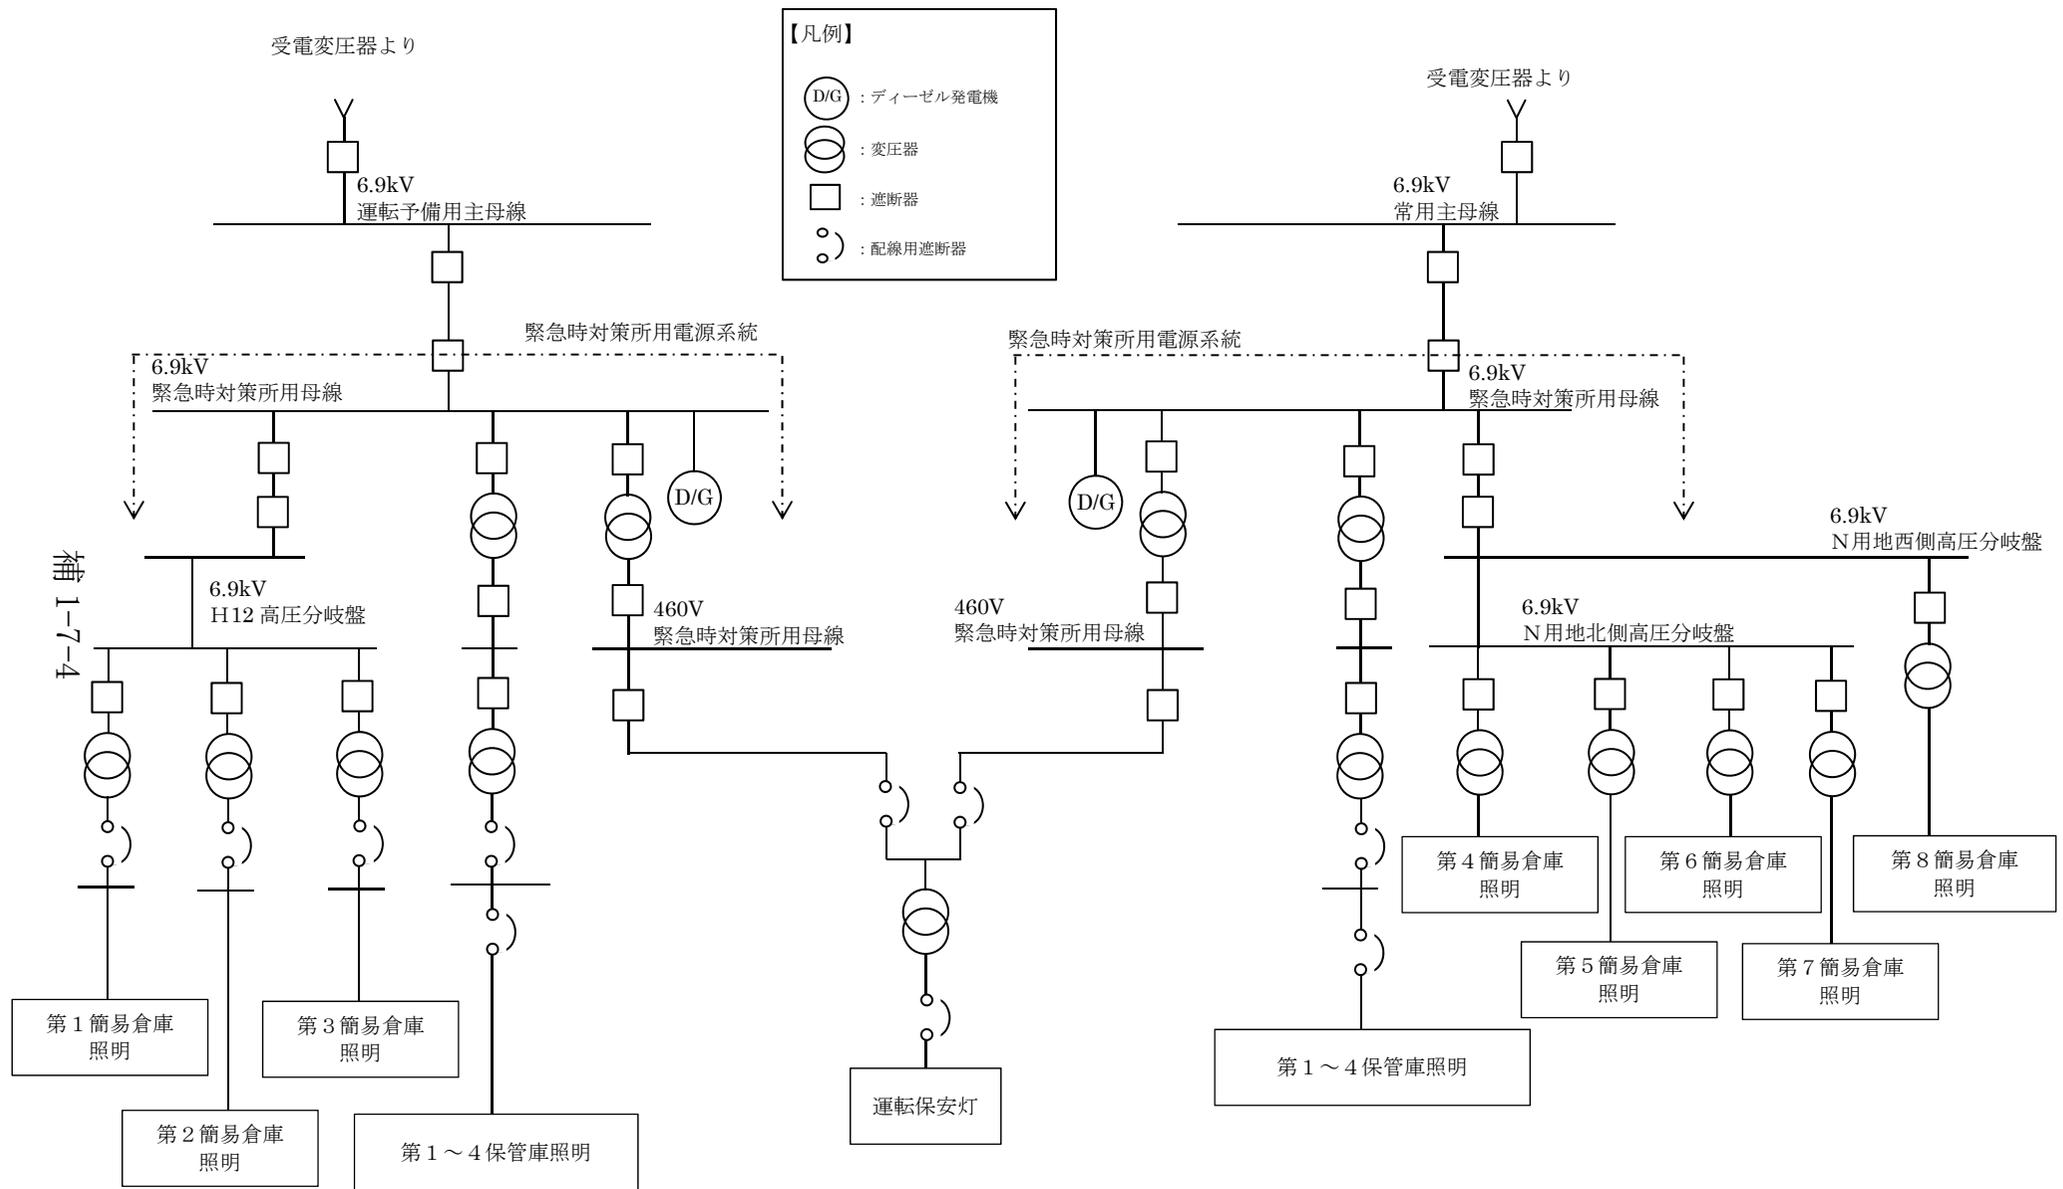 受電変圧器より
【凡例】
D/G
：ディーゼル発電機
：変圧器
：遮断器
：配線用遮断器
受電変圧器より
6.9kV
運転予備用主母線
6.9kV
常用主母線
緊急時対策所用電源系統
緊急時対策所用電源系統
6.9kV
緊急時対策所用母線
6.9kV
緊急時対策所用母線
D/G
D/G
6.9kV
Ｎ用地西側高圧分岐盤
補 1-7-4
6.9kV
H12 高圧分岐盤
460V
緊急時対策所用母線
460V
緊急時対策所用母線
6.9kV
Ｎ用地北側高圧分岐盤
第４簡易倉庫
照明
第６簡易倉庫
照明
第８簡易倉庫
照明
第５簡易倉庫
照明
第７簡易倉庫
照明
第１簡易倉庫
照明
第３簡易倉庫
照明
第１～４保管庫照明
運転保安灯
第２簡易倉庫
照明
第１～４保管庫照明